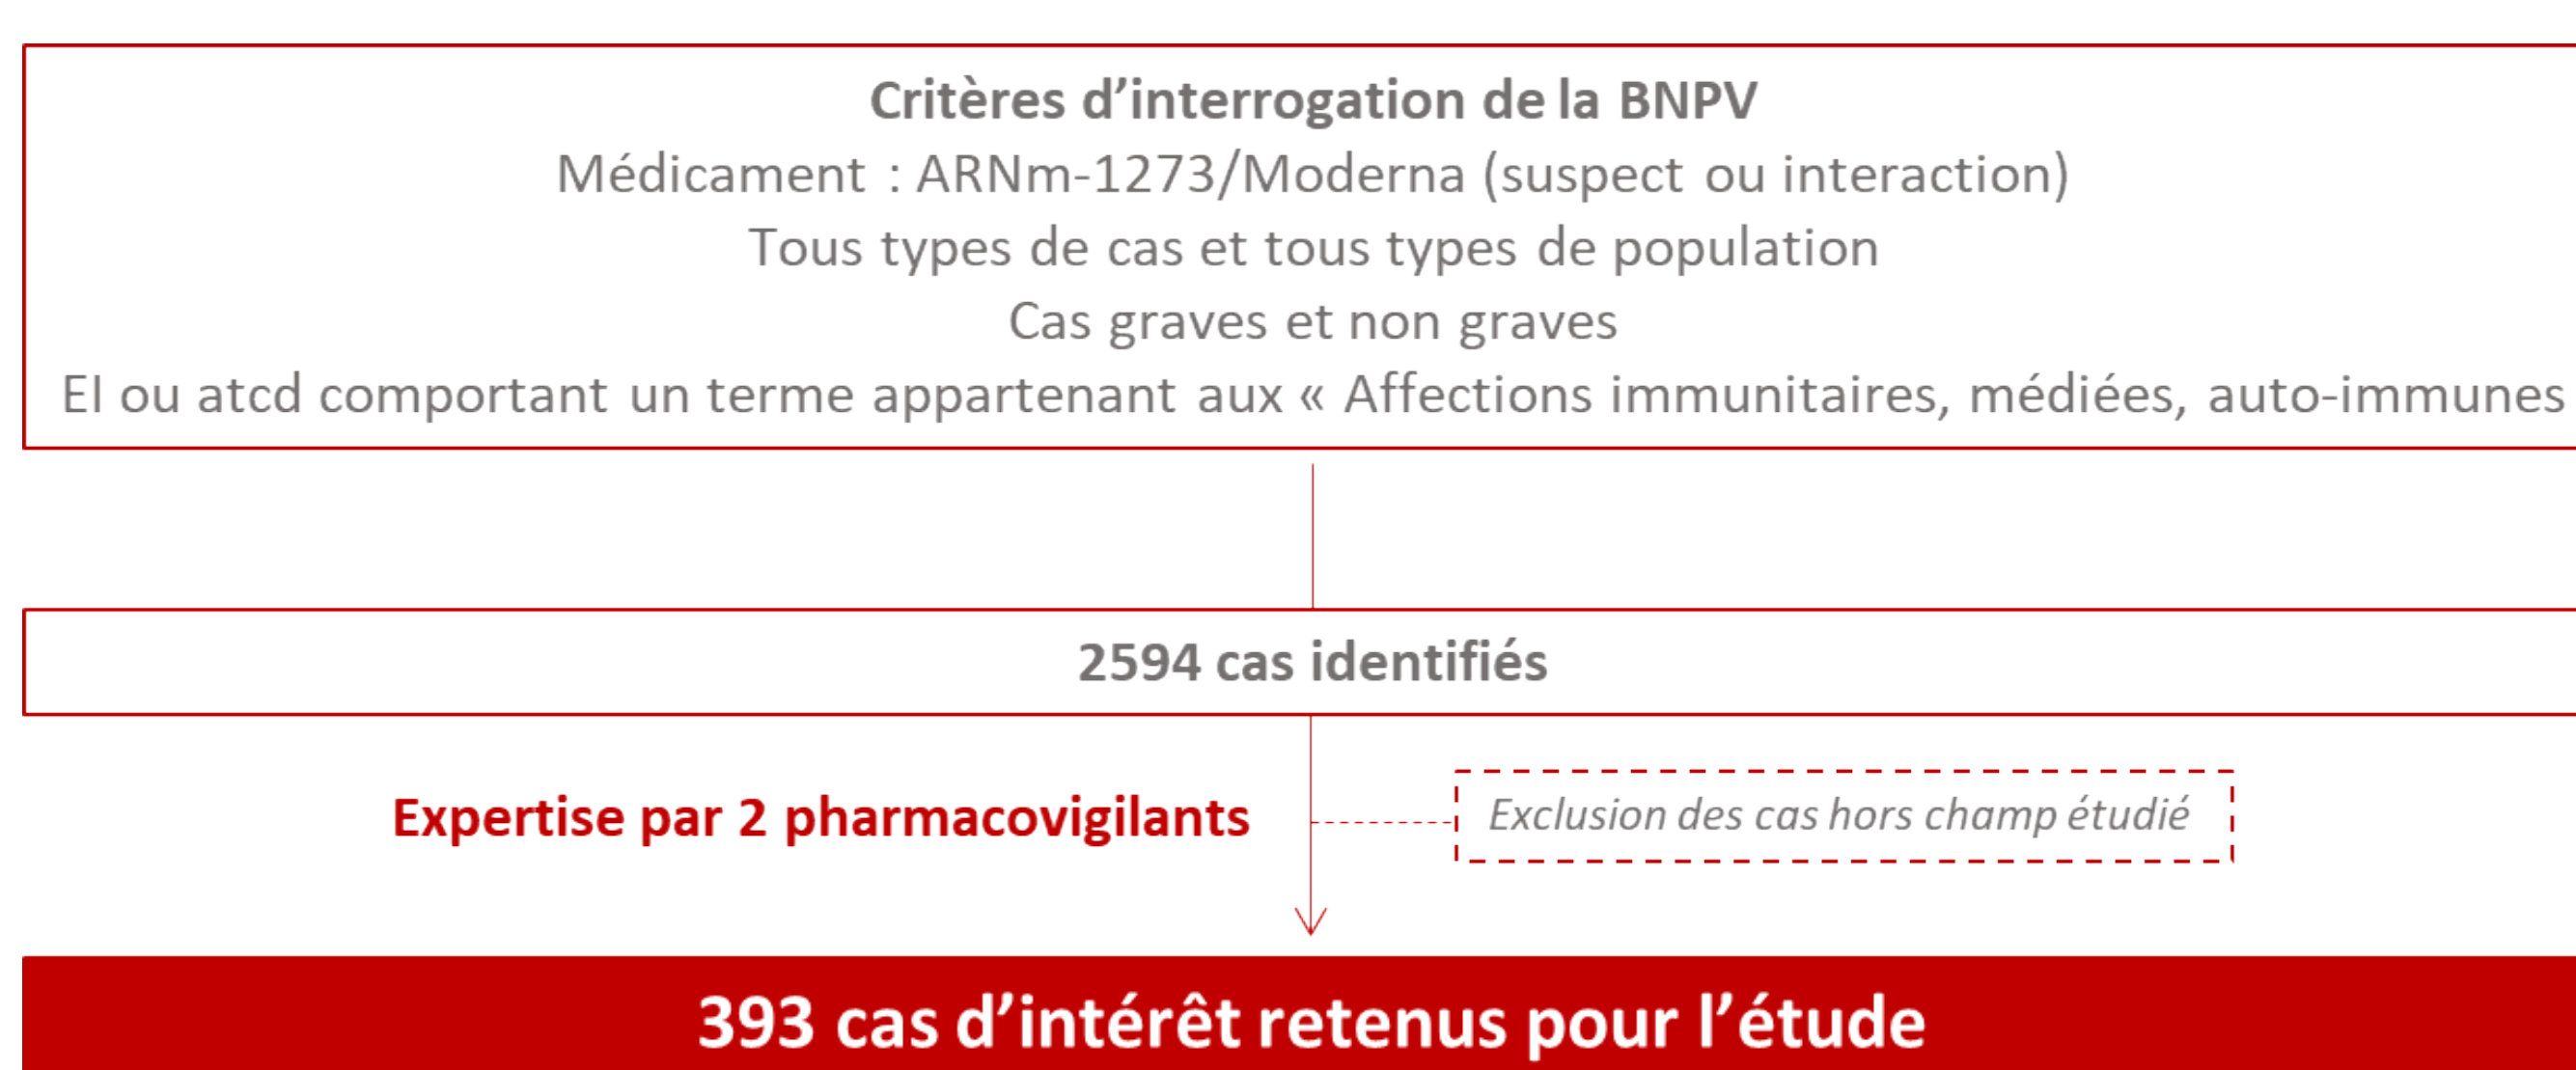 Critères d’interrogation de la BNPV
Médicament : ARNm-1273/Moderna (suspect ou interaction)
Tous types de cas et tous types de population
Cas graves et non graves
EI ou atcd comportant un terme appartenant aux « Affections immunitaires, médiées, auto-immunes
2594 cas identifiés
Expertise par 2 pharmacovigilants
Exclusion des cas hors champ étudié
393 cas d’intérêt retenus pour l’étude